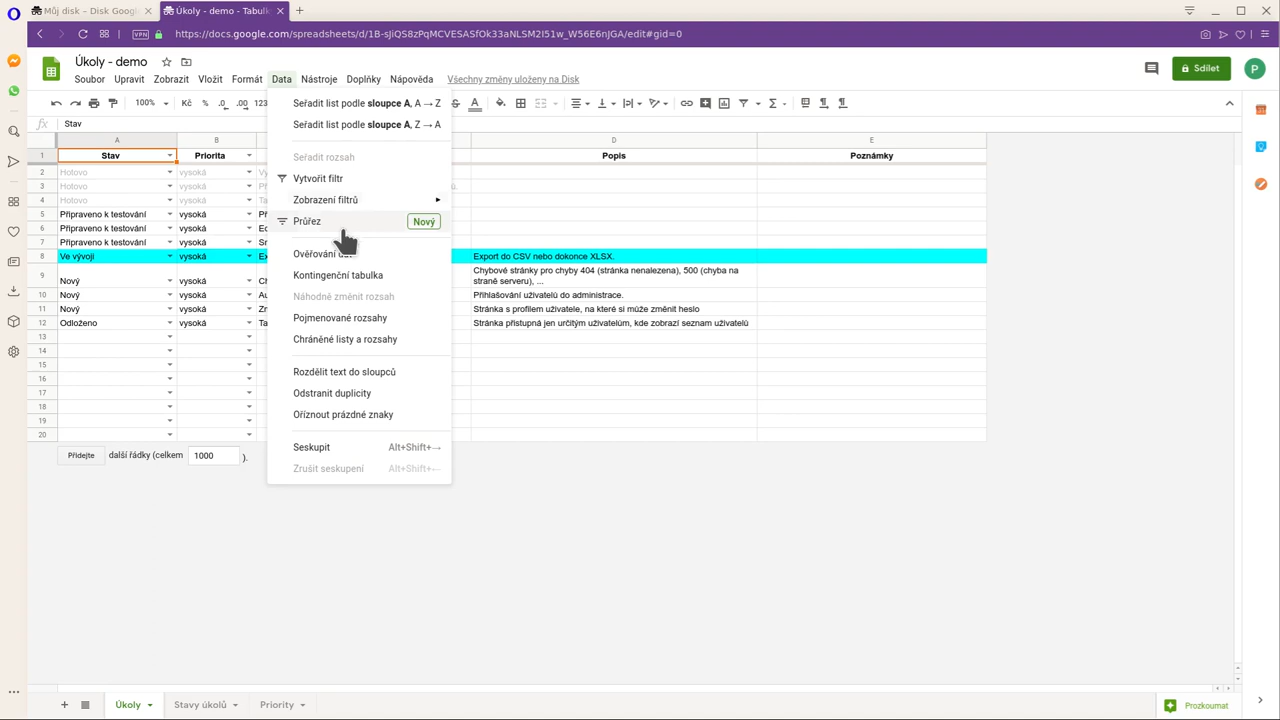 Můj disk – Disk Goog
Úkoly - demo - Tabulk
VPN
https://docs.google.com/spreadsheets/d/1B-sJiQS8zPqMCVESASfOk33aNLSM2I51w_W56E6nJGA/edit#gid=0
Úkoly - demo
Soubor Upravit Zobrazit Vložit Formát Data Nástroje Doplňky Nápověda Všechny změny uloženy na Disk
Sdílet
P
100% Kč % .0 .00 123
fx Stav
A B D E
1 Stav Priorita Popis Poznámky
2 Hotovo vysoká
3 Hotovo vysoká
4 Hotovo vysoká
5 Připraveno k testování vysoká
6 Připraveno k testování vysoká
7 Připraveno k testování vysoká
8 Ve vývoji vysoká Export do CSV nebo dokonce XLSX.
9 Nový vysoká Chybové stránky pro chyby 404 (stránka nenalezena), 500 (chyba na
straně serveru), ...
10 Nový vysoká Přihlašování uživatelů do administrace.
11 Nový vysoká Stránka s profilem uživatele, na které si může změnit heslo
12 Odloženo vysoká Stránka přístupná jen určitým uživatelům, kde zobrazí seznam uživatelů
13
14
15
16
17
18
19
20
Seřadit list podle sloupce A, A → Z
Seřadit list podle sloupce A, Z → A
Seřadit rozsah
Vytvořit filtr
Zobrazení filtrů
Průřez Nový
Kontingenční tabulka
Náhodně změnit rozsah
Pojmenované rozsahy
Chráněné listy a rozsahy
Rozdělit text do sloupců
Odstranit duplicity
Oříznout prázdné znaky
Seskupit Alt+Shift+→
Zrušit seskupení Alt+Shift+←
Přidejte další řádky (celkem 1000 ).
Úkoly Stavy úkolů Priority
Prozkoumat